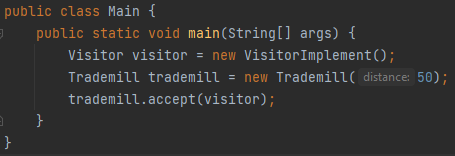 public class Main {
public static void main(String[] args) {
Visitor visitor = new VisitorImplement();
Trademill trademill = new Trademill( distance: 50);
trademill.accept(visitor);
}
}